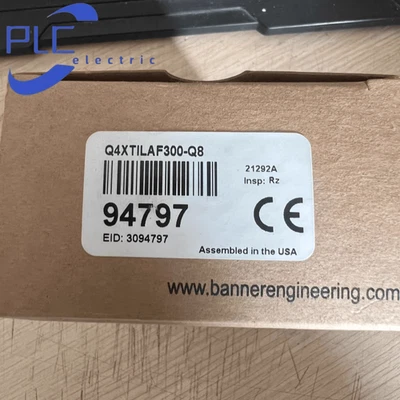 PLC
electric
Q4XTILAF300-Q8
21292A
Insp: Rz
94797
CE
EID: 3094797
Assembled in the USA
www.bannerengineering.com